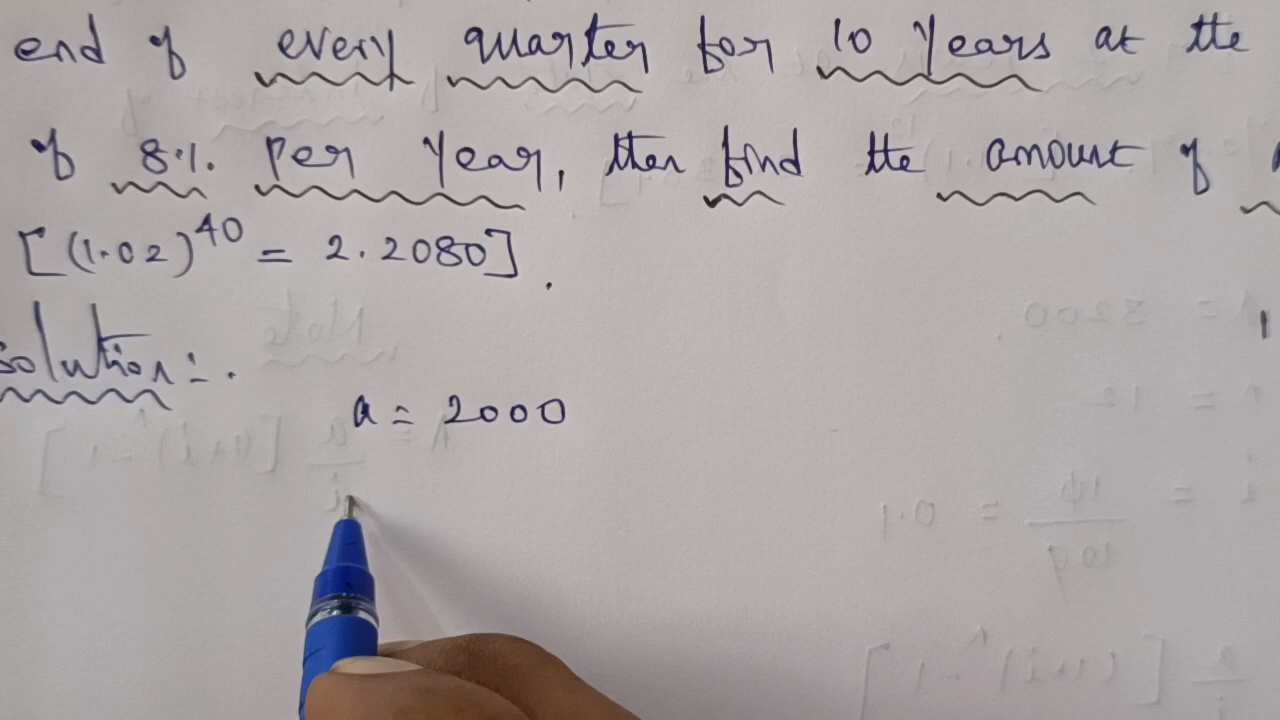 end of every quarter for 10 years at the
of 8%. per year, then find the amount of
[(1.02)^40 = 2.2080].
Solution:-.
a = 2000